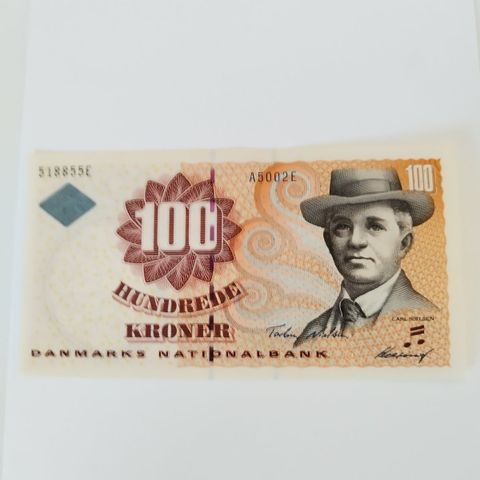 518855E
A5002E
100
100
HUNDREDE
KRONER
CARL NIELSEN
DANMARKS NATIONALBANK